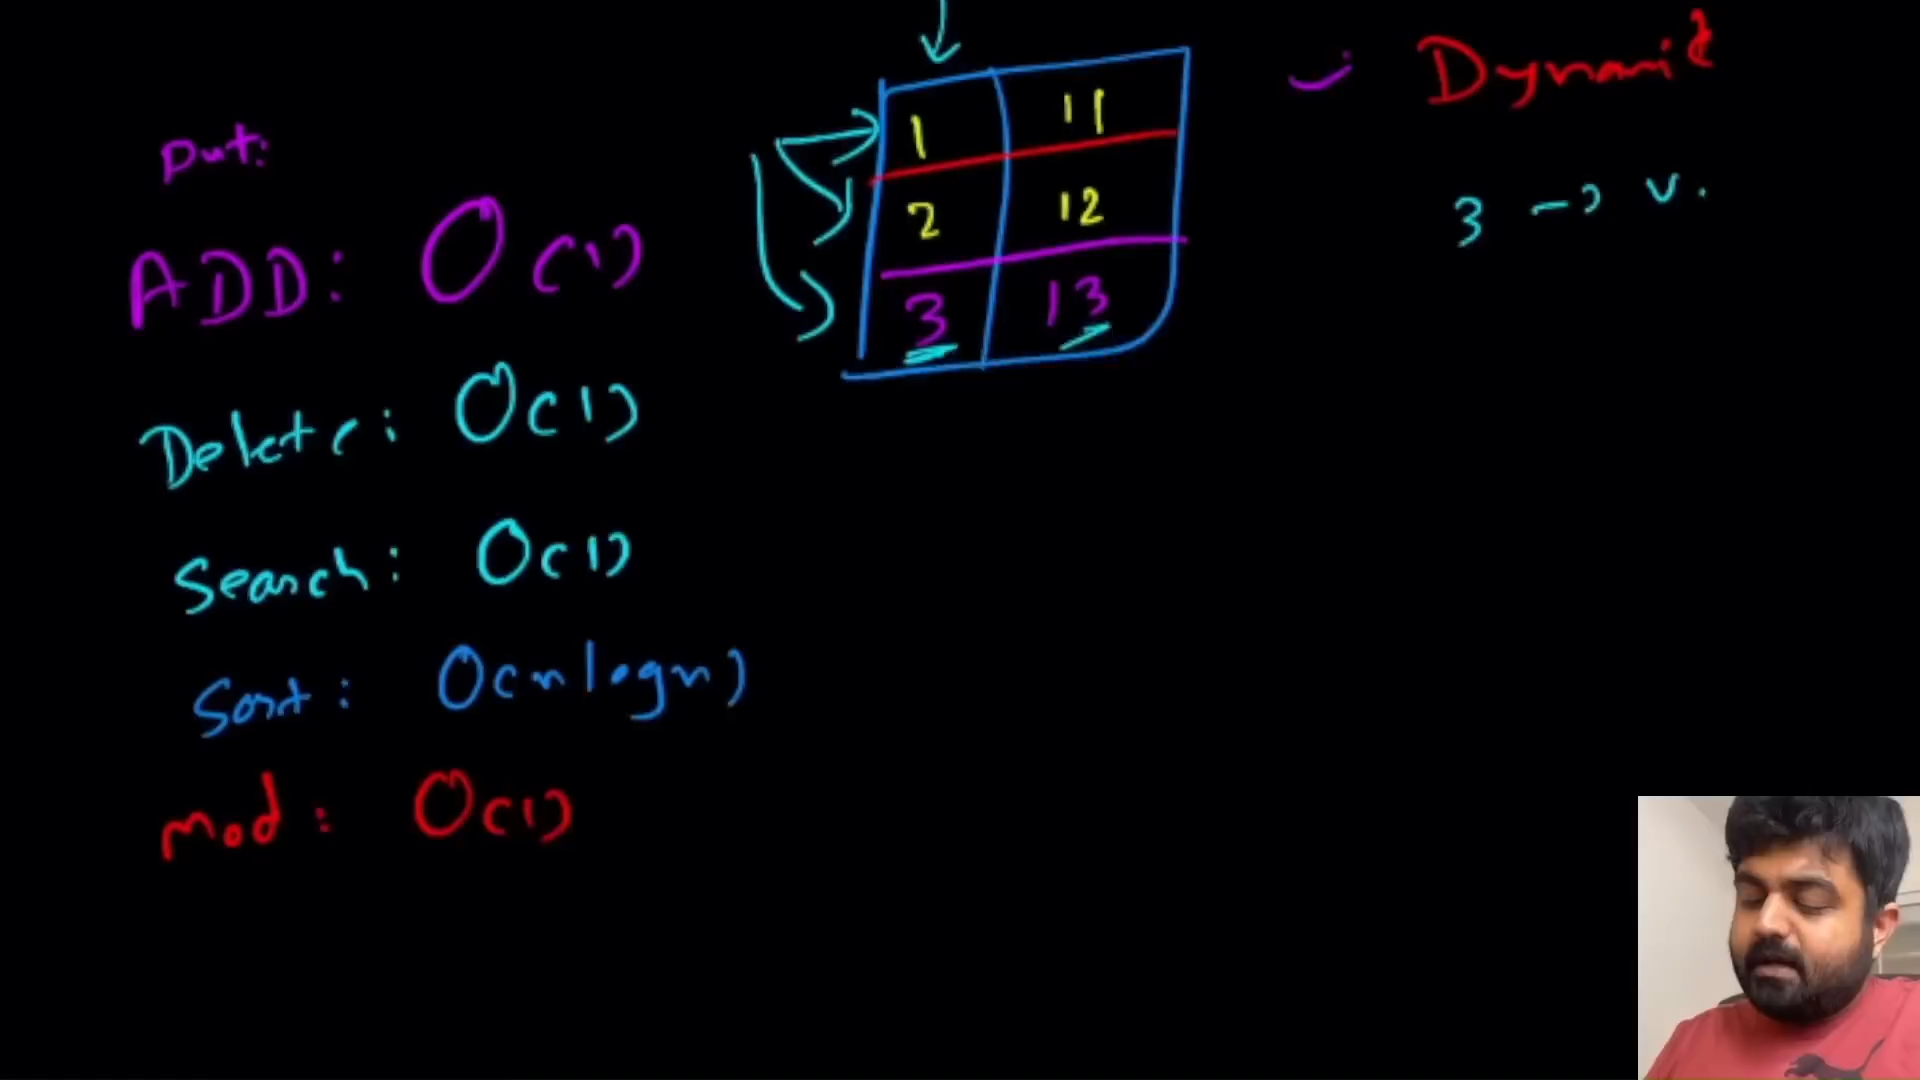 Dynamic
1 11
Put:
2 12
3 -> v.
ADD: O(1)
3 13
Delete: O(1)
Search: O(1)
Sort: O(nlogn)
mod: O(1)